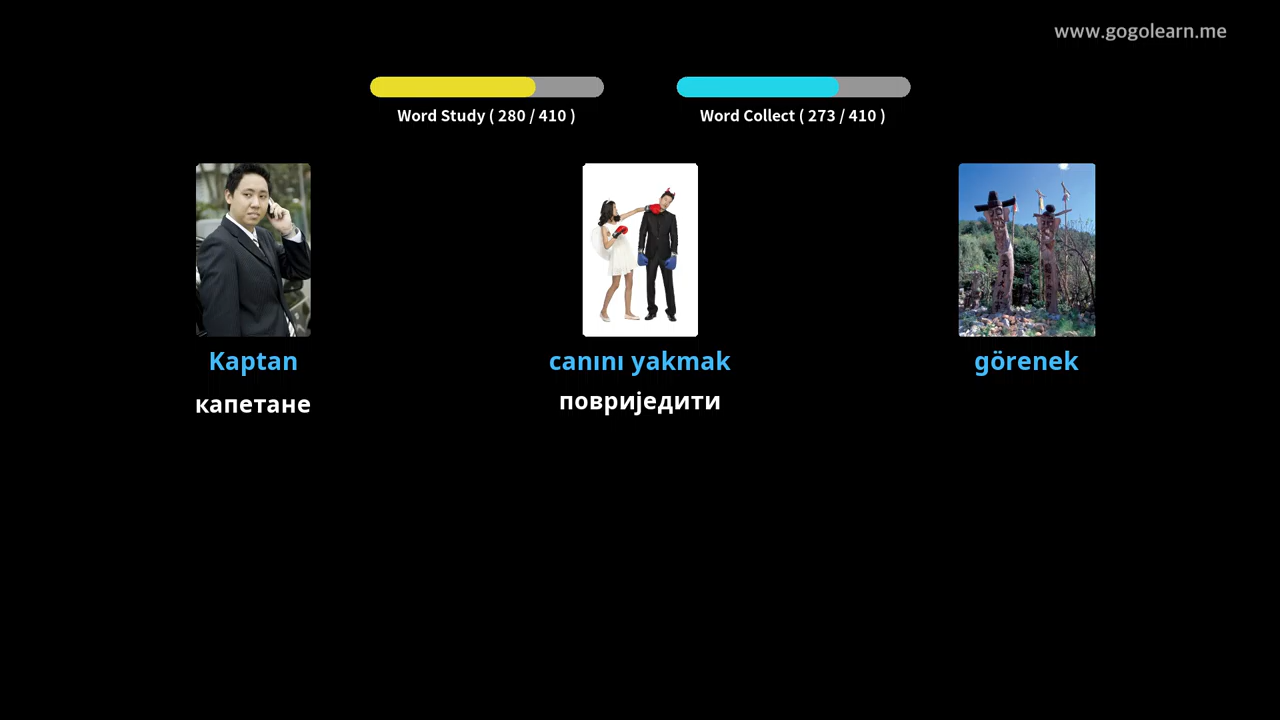 www.gogolearn.me
Word Study ( 280 / 410 )
Word Collect ( 273 / 410 )
Kaptan
canını yakmak
görenek
капетане
повриједити